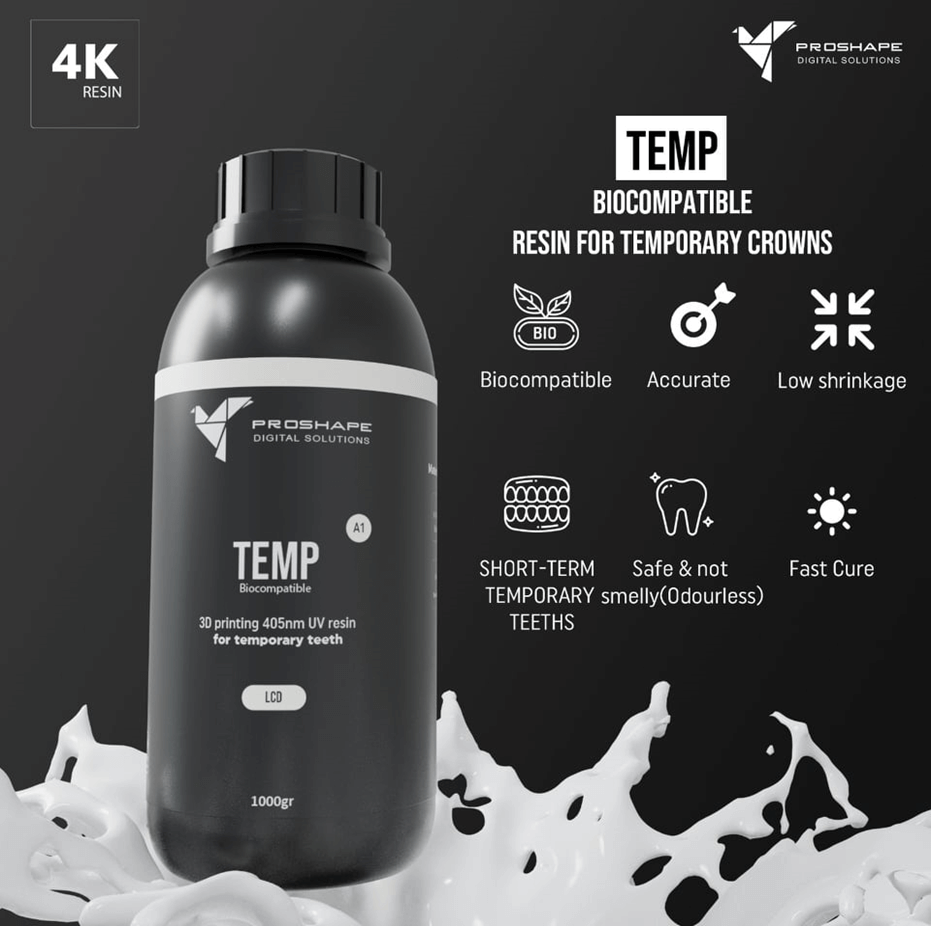 4K
RESIN
PROSHAPE
DIGITAL SOLUTIONS
TEMP
BIOCOMPATIBLE
RESIN FOR TEMPORARY CROWNS
BIO
Biocompatible
Accurate
Low shrinkage
SHORT-TERM
TEMPORARY
TEETHS
Safe & not
smelly(Odourless)
Fast Cure
PROSHAPE
DIGITAL SOLUTIONS
A1
TEMP
Biocompatible
3D printing 405nm UV resin
for temporary teeth
LCD
1000gr